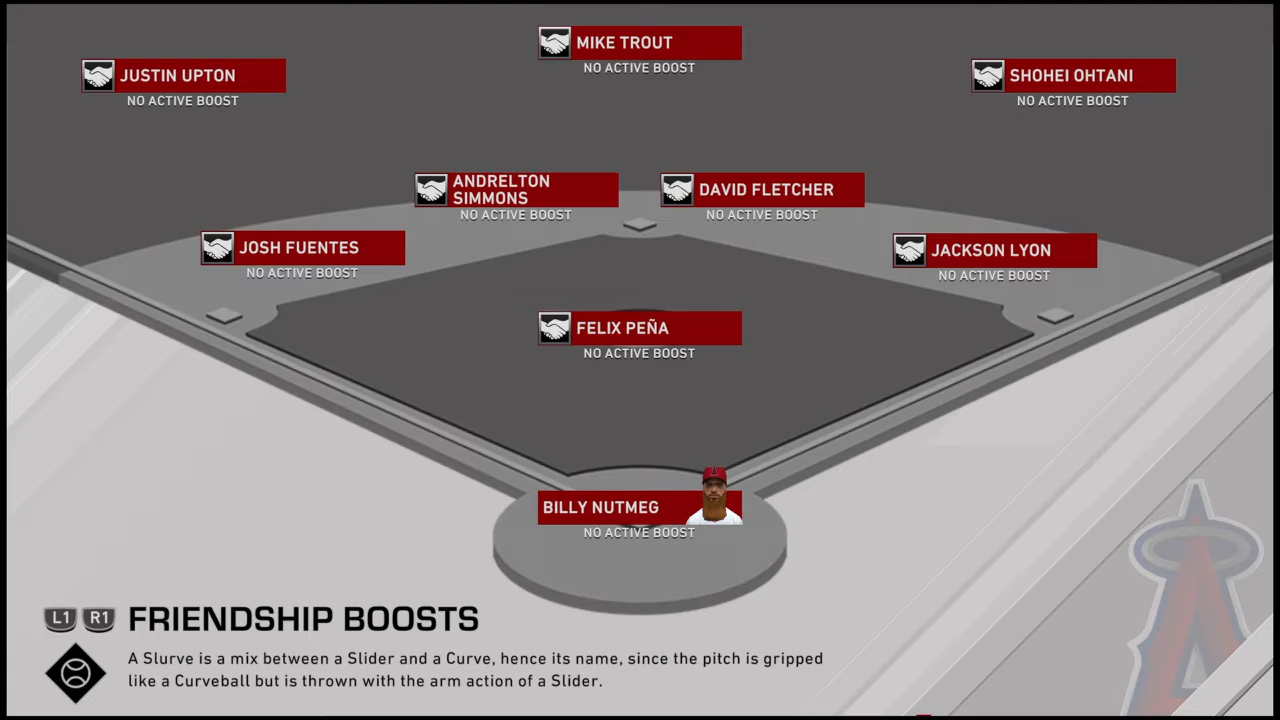 MIKE TROUT
NO ACTIVE BOOST
JUSTIN UPTON
NO ACTIVE BOOST
SHOHEI OHTANI
NO ACTIVE BOOST
ANDRELTON
SIMMONS
NO ACTIVE BOOST
DAVID FLETCHER
NO ACTIVE BOOST
JOSH FUENTES
NO ACTIVE BOOST
JACKSON LYON
NO ACTIVE BOOST
FELIX PEÑA
NO ACTIVE BOOST
BILLY NUTMEG
NO ACTIVE BOOST
L1 R1 FRIENDSHIP BOOSTS
A Slurve is a mix between a Slider and a Curve, hence its name, since the pitch is gripped
like a Curveball but is thrown with the arm action of a Slider.